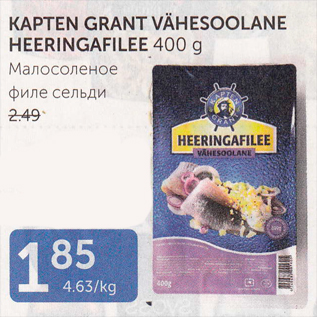 KAPTEN GRANT VÄHESOOLANE
HEERINGAFILEE 400 g
Малосоленое
филе сельди
2.49
1 85
4.63/kg
KAPTEN
GRANT
HEERINGAFILEE
VÄHESOOLANE
400g